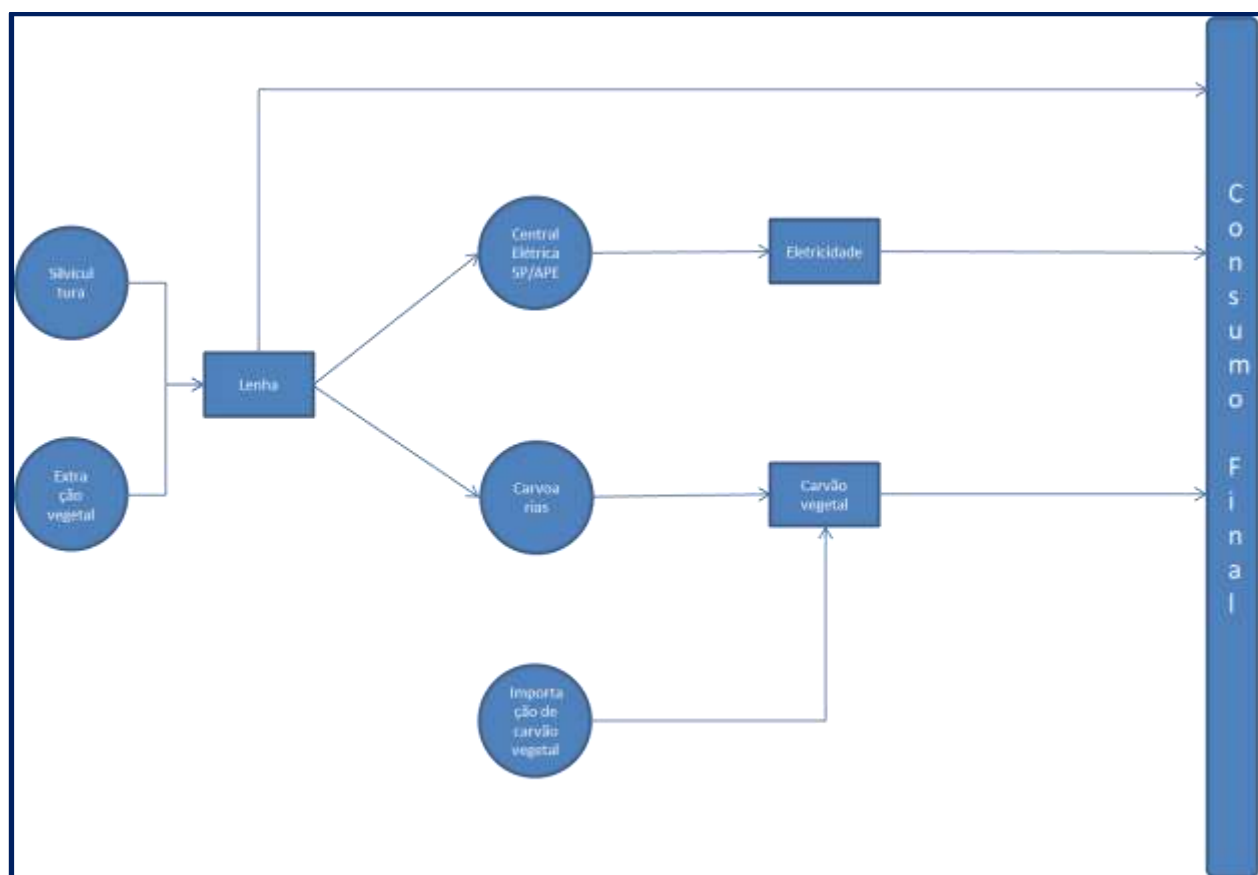 Silvicul
tura
Extra
ção
vegetal
Lenha
Central
Elétrica
SP/APE
Eletricidade
Carvoa
rias
Carvão
vegetal
Importa
ção de
carvão
vegetal
C
o
n
s
u
m
o
F
i
n
a
l